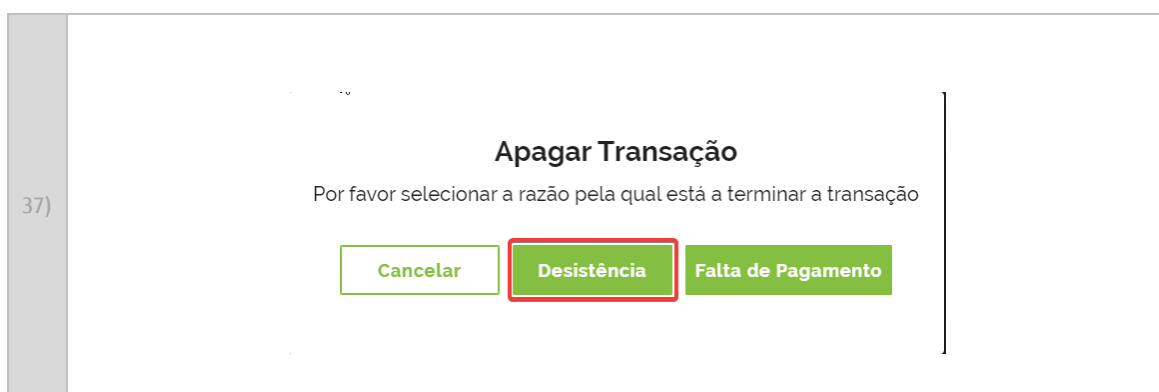 Apagar Transação
Por favor selecionar a razão pela qual está a terminar a transação
37)
Cancelar
Desistência
Falta de Pagamento